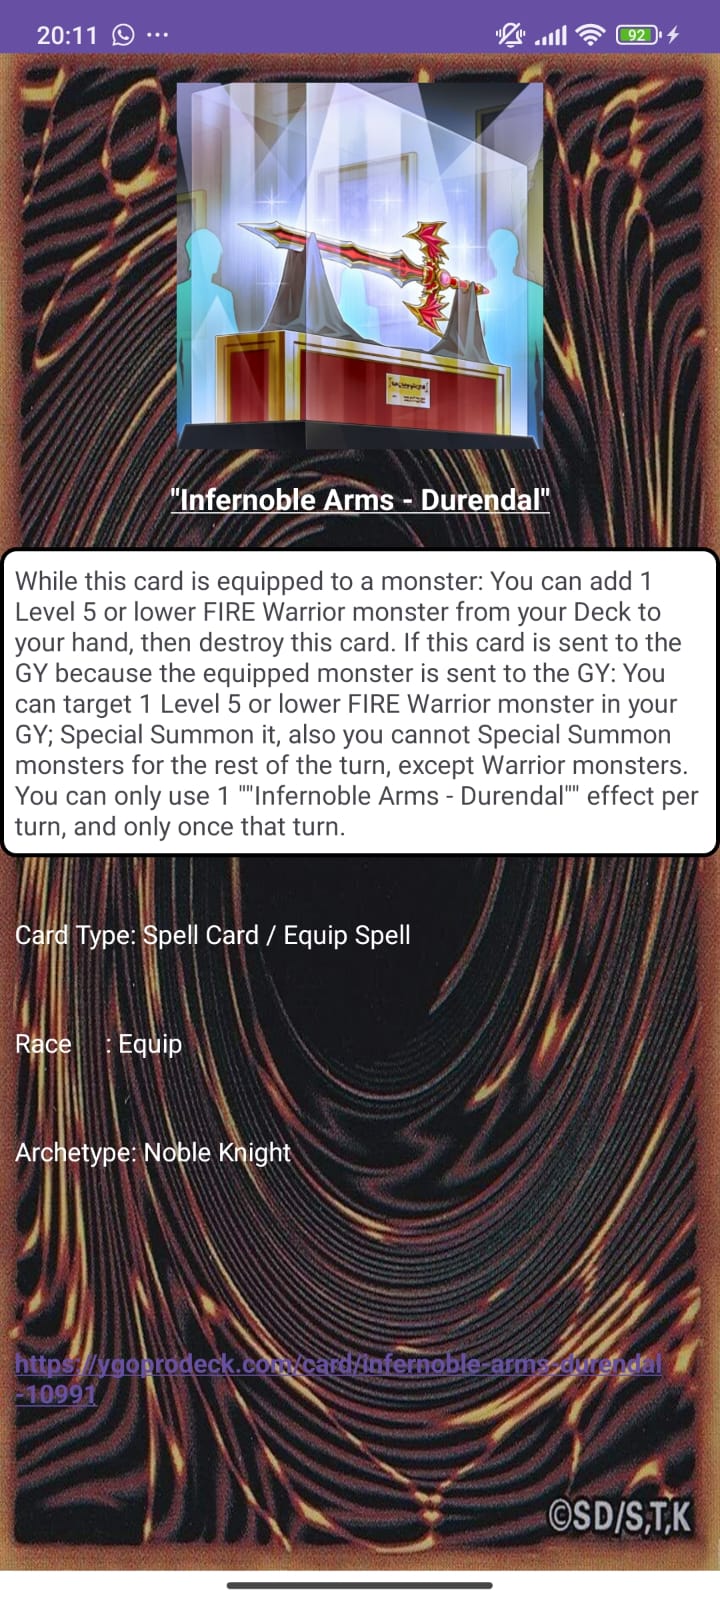 20:11
92
"Infernoble Arms - Durendal"
While this card is equipped to a monster: You can add 1
Level 5 or lower FIRE Warrior monster from your Deck to
your hand, then destroy this card. If this card is sent to the
GY because the equipped monster is sent to the GY: You
can target 1 Level 5 or lower FIRE Warrior monster in your
GY; Special Summon it, also you cannot Special Summon
monsters for the rest of the turn, except Warrior monsters.
You can only use 1 ""Infernoble Arms - Durendal"" effect per
turn, and only once that turn.
Card Type: Spell Card / Equip Spell
Race : Equip
Archetype: Noble Knight
https://ygoprodeck.com/card/infernoble-arms-durendal
-10991
©SD/S,T,K